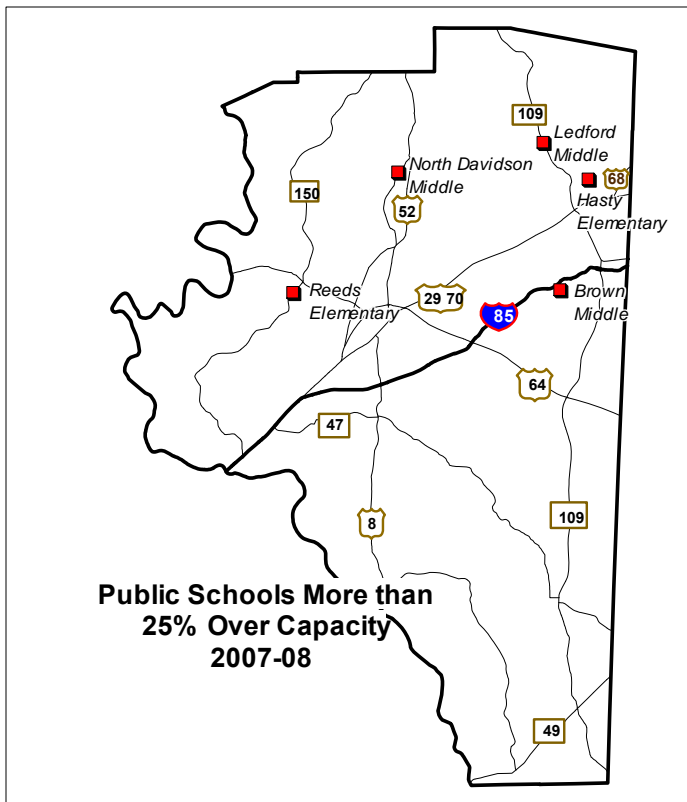 109
Ledford
Middle
North Davidson
Middle
68
150
Hasty
Elementary
52
Reeds
Elementary
29 70
85
Brown
Middle
64
47
8
109
Public Schools More than
25% Over Capacity
2007-08
49